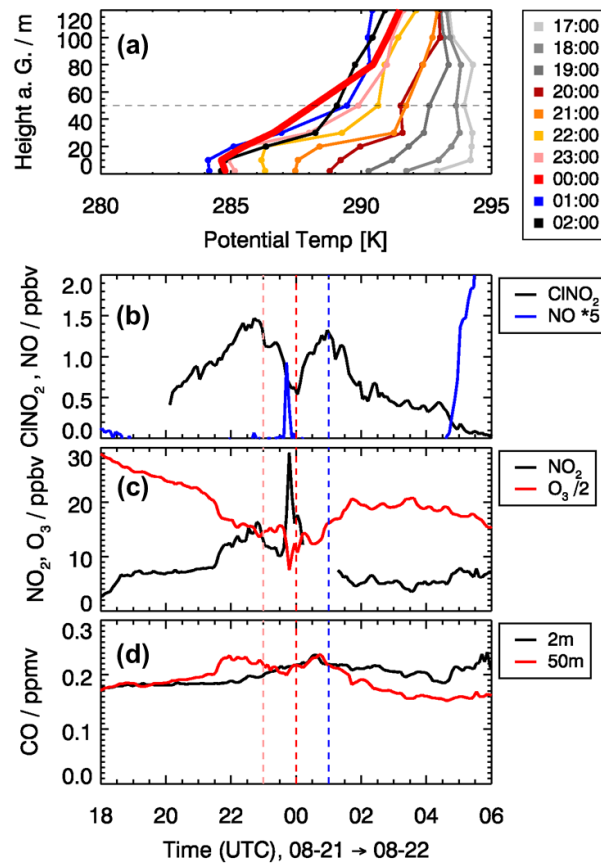 (a)
Height a. G. / m
120
100
80
60
40
20
0
280
285
290
295
Potential Temp [K]
17:00
18:00
19:00
20:00
21:00
22:00
23:00
00:00
01:00
02:00
(b)
ClNO₂, NO / ppbv
2.0
1.5
1.0
0.5
0.0
ClNO₂
NO *5
(c)
NO₂, O₃ / ppbv
30
20
10
0
NO₂
O₃ /2
(d)
CO / ppmv
0.3
0.2
0.1
0.0
2m
50m
18
20
22
00
02
04
06
Time (UTC), 08-21 → 08-22